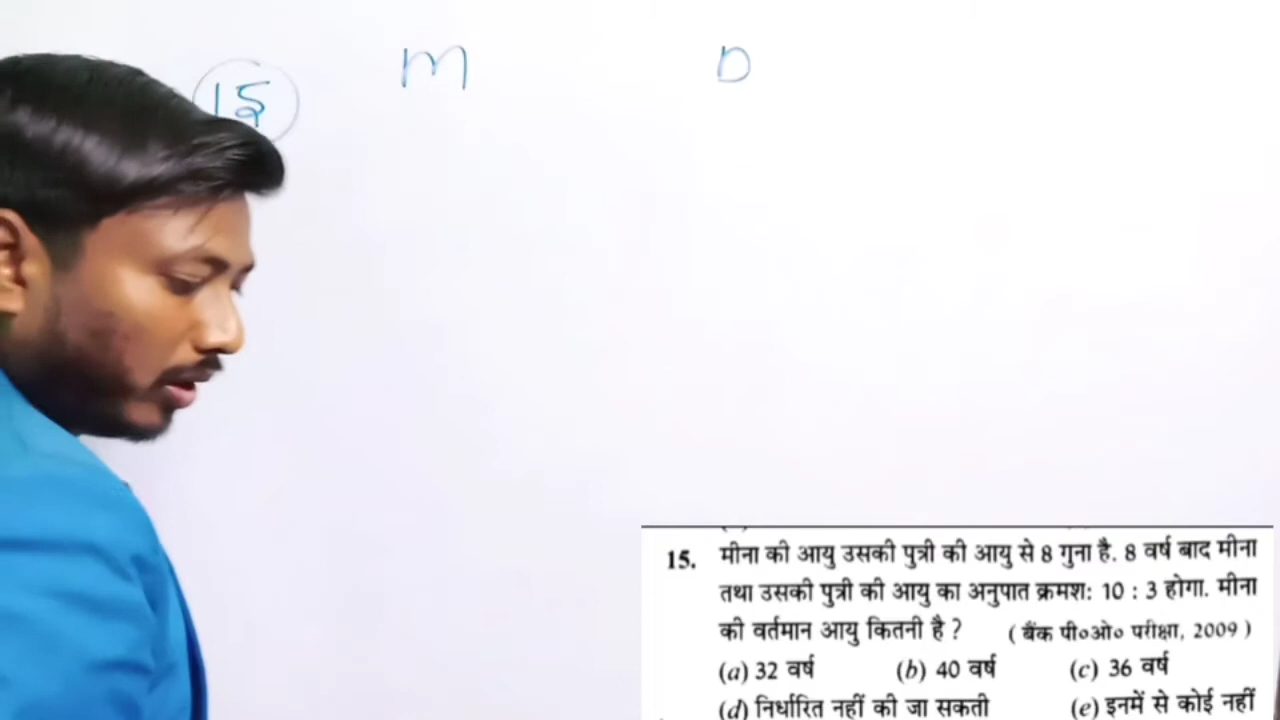 15 M D
15. मीना की आयु उसकी पुत्री की आयु से 8 गुना है. 8 वर्ष बाद मीना
तथा उसकी पुत्री की आयु का अनुपात क्रमश: 10 : 3 होगा. मीना
की वर्तमान आयु कितनी है ? ( बैंक पी०ओ० परीक्षा, 2009 )
(a) 32 वर्ष (b) 40 वर्ष (c) 36 वर्ष
(d) निर्धारित नहीं की जा सकती (e) इनमें से कोई नहीं